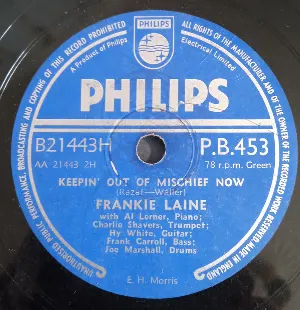 UNAUTHORISED PUBLIC PERFORMANCE, BROADCASTING AND COPYING OF THIS RECORD PROHIBITED
ALL RIGHTS OF THE MANUFACTURER AND OF THE OWNER OF THE RECORDED WORK RESERVED MADE IN ENGLAND
A Product of Philips
Electrical Limited
PHILIPS
B21443H
P.B.453
AA 21443 2H
78 r.p.m. Green
KEEPIN' OUT OF MISCHIEF NOW
(Razaf—Waller)
FRANKIE LAINE
with Al Lerner, Piano;
Charlie Shavers, Trumpet;
Hy White, Guitar;
Frank Carroll, Bass;
Joe Marshall, Drums
E. H. Morris